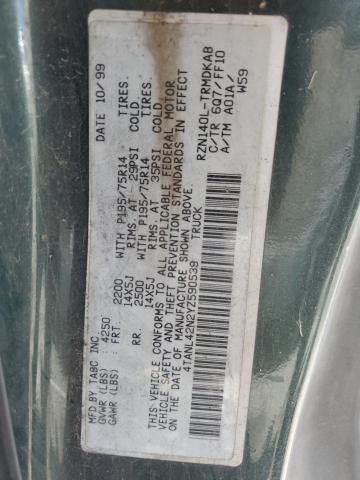 MFD BY TABC INC DATE 10/99
GVWR (LBS) 4250
GAWR (LBS) FRT. 2200 WITH P195/75R14 TIRES
14X5J RIMS AT 29PSI COLD.
RR. 2500 WITH P195/75R14 TIRES
14X5J RIMS AT 35PSI COLD.
THIS VEHICLE CONFORMS TO ALL APPLICABLE FEDERAL MOTOR
VEHICLE SAFETY AND THEFT PREVENTION STANDARDS IN EFFECT
ON THE DATE OF MANUFACTURE SHOWN ABOVE.
4TANL42N2YZ590539 TRUCK
RZN140L-TRMDKAB
C/TR 6Q7/FF10
A/TM A01A/
W59